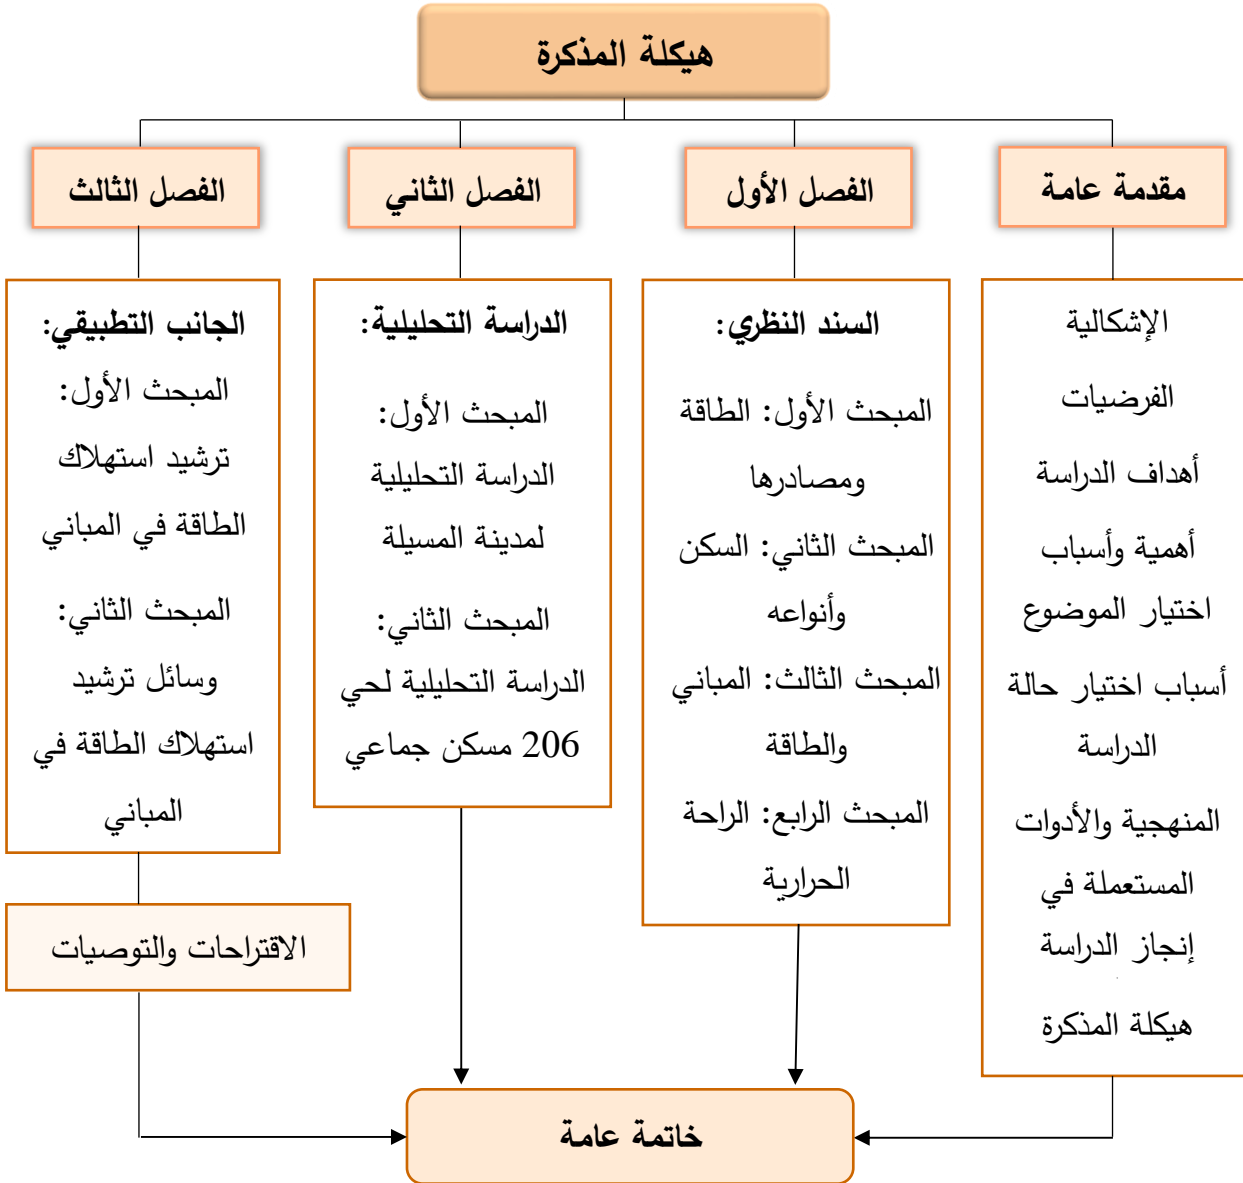 هيكلة المذكرة
مقدمة عامة
الإشكالية
الفرضيات
أهداف الدراسة
أهمية وأسباب
اختيار الموضوع
أسباب اختيار حالة
الدراسة
المنهجية والأدوات
المستعملة في
إنجاز الدراسة
هيكلة المذكرة
الفصل الأول
السند النظري:
المبحث الأول: الطاقة
ومصادرها
المبحث الثاني: السكن
وأنواعه
المبحث الثالث: المباني
والطاقة
المبحث الرابع: الراحة
الحرارية
الفصل الثاني
الدراسة التحليلية:
المبحث الأول:
الدراسة التحليلية
لمدينة المسيلة
المبحث الثاني:
الدراسة التحليلية لحي
206 مسكن جماعي
الفصل الثالث
الجانب التطبيقي:
المبحث الأول:
ترشيد استهلاك
الطاقة في المباني
المبحث الثاني:
وسائل ترشيد
استهلاك الطاقة في
المباني
الاقتراحات والتوصيات
خاتمة عامة